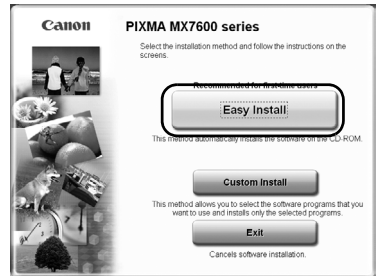 Canon
PIXMA MX7600 series
Select the installation method and follow the instructions on the
screens.
Recommended for first-time users
Easy Install
This method automatically installs the software on the CD-ROM.
Custom Install
This method allows you to select the software programs that you
want to use and installs only the selected programs.
Exit
Cancels software installation.